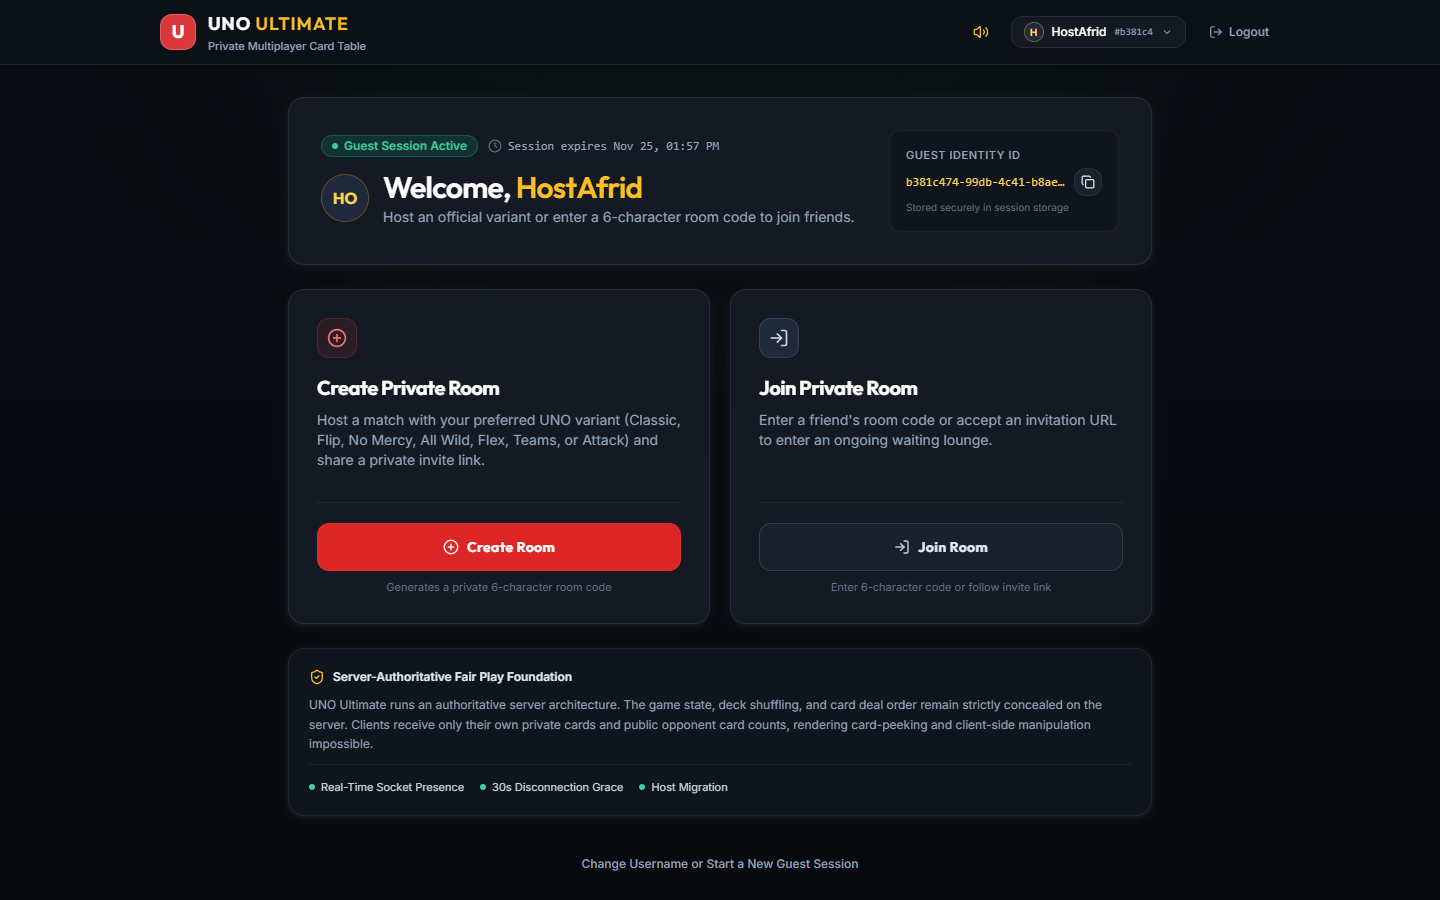 U
UNO ULTIMATE
Private Multiplayer Card Table
H HostAfrid #b381c4
Logout
Guest Session Active
Session expires Nov 25, 01:57 PM
HO
Welcome, HostAfrid
Host an official variant or enter a 6-character room code to join friends.
GUEST IDENTITY ID
b381c474-99db-4c41-b8ae…
Stored securely in session storage
Create Private Room
Host a match with your preferred UNO variant (Classic,
Flip, No Mercy, All Wild, Flex, Teams, or Attack) and
share a private invite link.
Create Room
Generates a private 6-character room code
Join Private Room
Enter a friend's room code or accept an invitation URL
to enter an ongoing waiting lounge.
Join Room
Enter 6-character code or follow invite link
Server-Authoritative Fair Play Foundation
UNO Ultimate runs an authoritative server architecture. The game state, deck shuffling, and card deal order remain strictly concealed on the
server. Clients receive only their own private cards and public opponent card counts, rendering card-peeking and client-side manipulation
impossible.
Real-Time Socket Presence
30s Disconnection Grace
Host Migration
Change Username or Start a New Guest Session